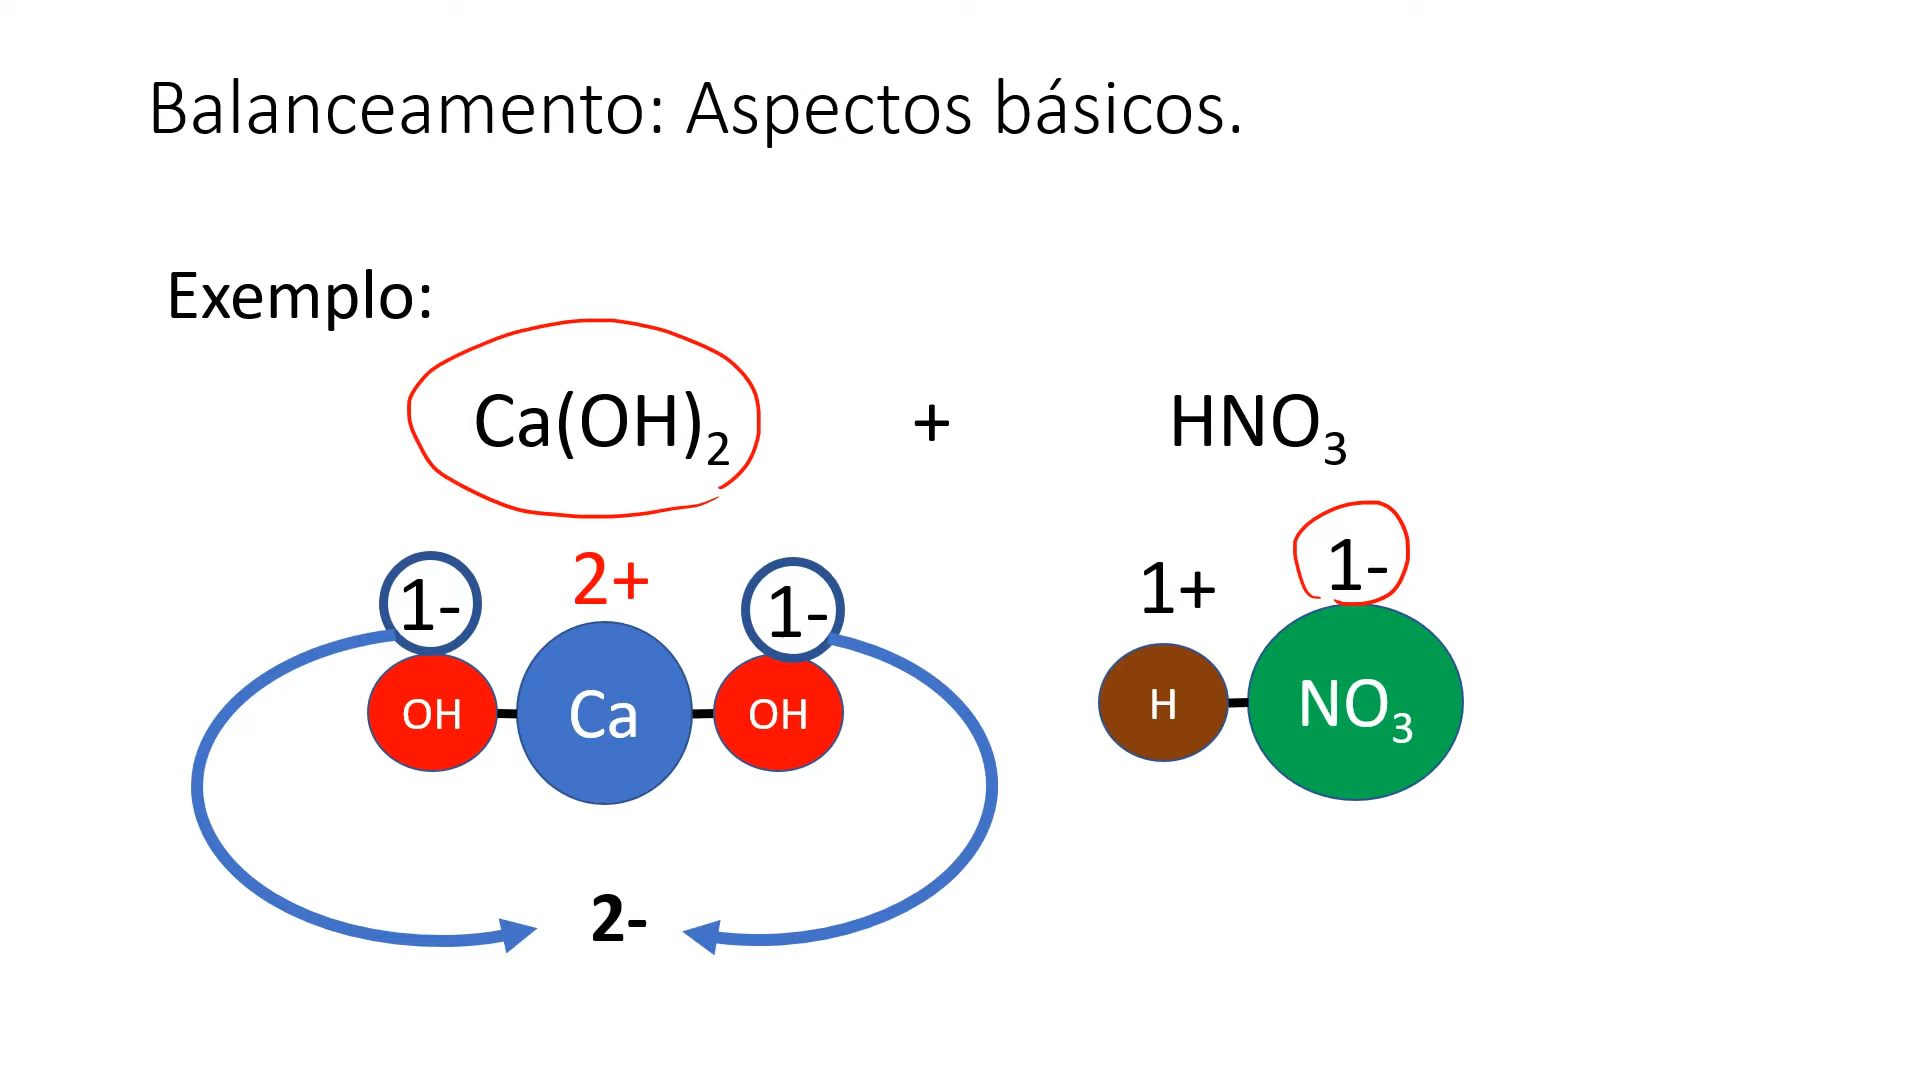 Balanceamento: Aspectos básicos.
Exemplo:
Ca(OH)₂ + HNO₃
1- 2+ 1- 1+ 1-
OH Ca OH H NO₃
2-